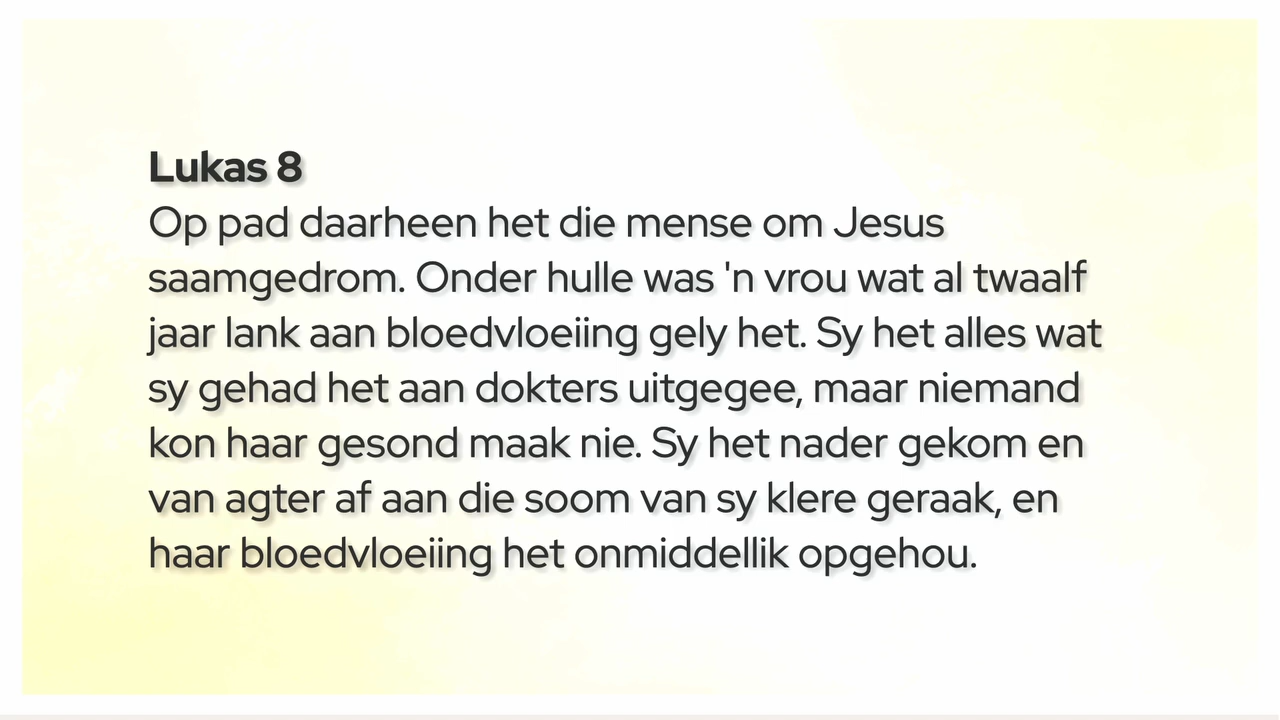 Lukas 8
Op pad daarheen het die mense om Jesus
saamgedrom. Onder hulle was 'n vrou wat al twaalf
jaar lank aan bloedvloeiing gely het. Sy het alles wat
sy gehad het aan dokters uitgegee, maar niemand
kon haar gesond maak nie. Sy het nader gekom en
van agter af aan die soom van sy klere geraak, en
haar bloedvloeiing het onmiddellik opgehou.